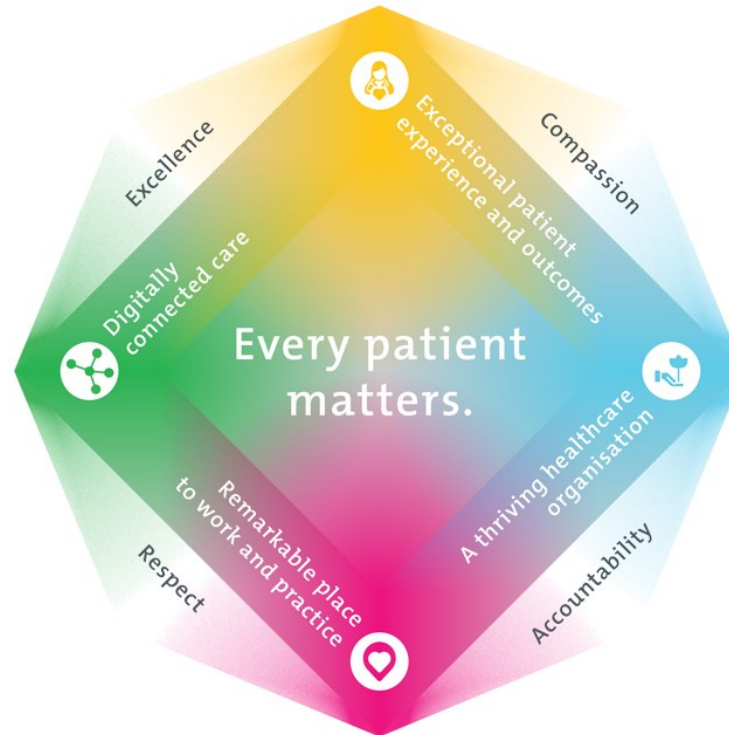 Excellence
Compassion
Exceptional patient
experience and outcomes
Digitally
connected care
Every patient
matters.
Remarkable place
to work and practice
A thriving healthcare
organisation
Respect
Accountability